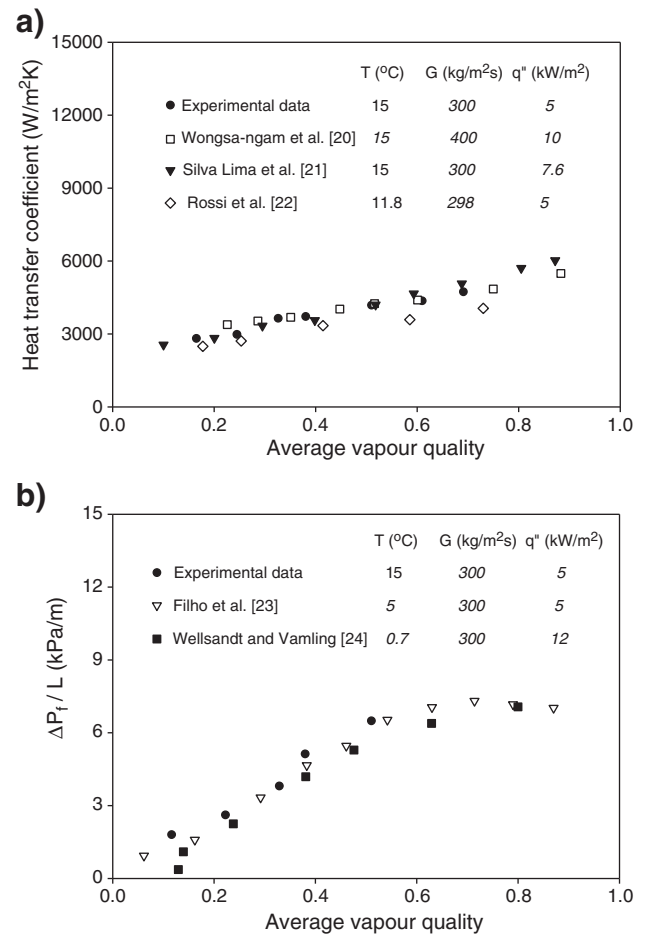 a)
Heat transfer coefficient (W/m²K)
15000
12000
9000
6000
3000
0
T (°C) G (kg/m²s) q" (kW/m²)
Experimental data 15 300 5
Wongsa-ngam et al. [20] 15 400 10
Silva Lima et al. [21] 15 300 7.6
Rossi et al. [22] 11.8 298 5
0.0 0.2 0.4 0.6 0.8 1.0
Average vapour quality
b)
ΔP_f / L (kPa/m)
15
12
9
6
3
0
T (°C) G (kg/m²s) q" (kW/m²)
Experimental data 15 300 5
Filho et al. [23] 5 300 5
Wellsandt and Vamling [24] 0.7 300 12
0.0 0.2 0.4 0.6 0.8 1.0
Average vapour quality